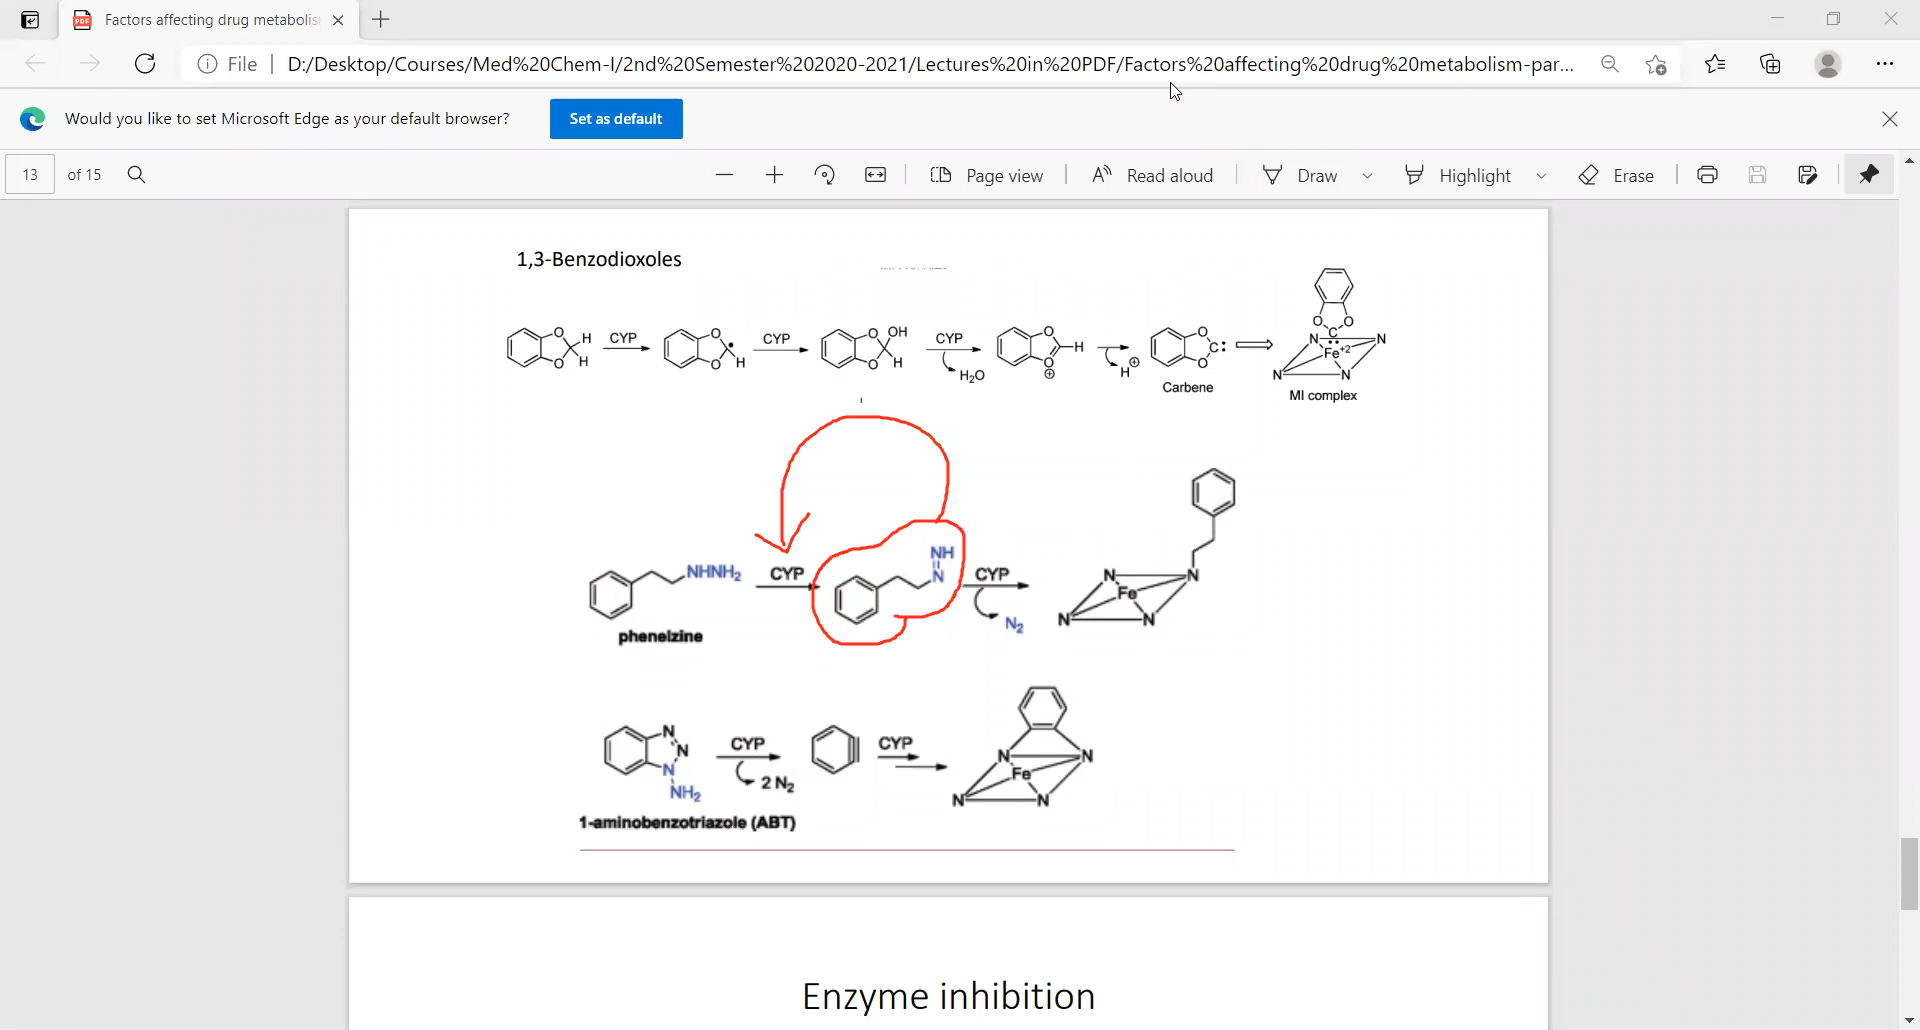 Factors affecting drug metabolis
File
D:/Desktop/Courses/Med%20Chem-I/2nd%20Semester%202020-2021/Lectures%20in%20PDF/Factors%20affecting%20drug%20metabolism-par...
Would you like to set Microsoft Edge as your default browser?
Set as default
13 of 15
Page view
Read aloud
Draw
Highlight
Erase
1,3-Benzodioxoles
O O H H CYP O O • H CYP O O OH H CYP H₂O O O ⊕ H H ⊕ O O C: O O C Fe⁺² N N N N
Carbene
MI complex
NHNH₂ CYP NH N CYP N₂ N N Fe N N
phenelzine
N N N NH₂ CYP 2 N₂ CYP N N Fe N N
1-aminobenzotriazole (ABT)
Enzyme inhibition